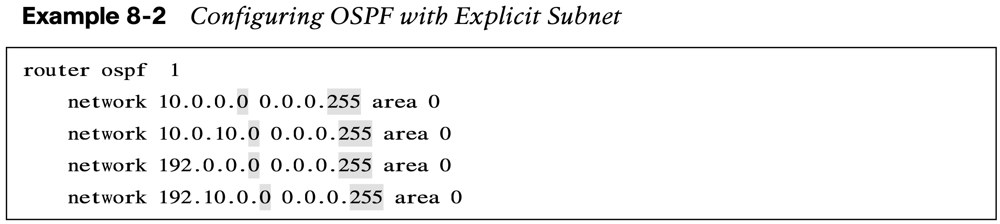 Example 8-2 Configuring OSPF with Explicit Subnet
router ospf 1
network 10.0.0.0 0.0.0.255 area 0
network 10.0.10.0 0.0.0.255 area 0
network 192.0.0.0 0.0.0.255 area 0
network 192.10.0.0 0.0.0.255 area 0